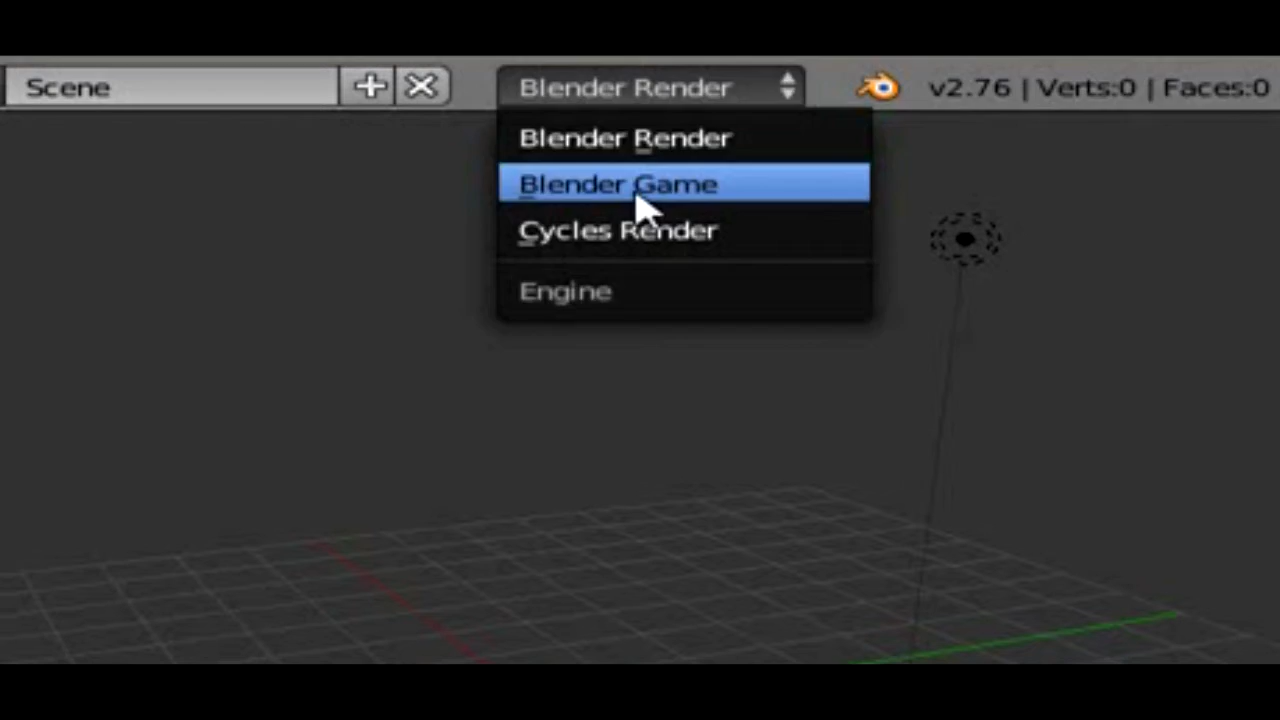 Scene Blender Render v2.76 | Verts:0 | Faces:0
Blender Render
Blender Game
Cycles Render
Engine